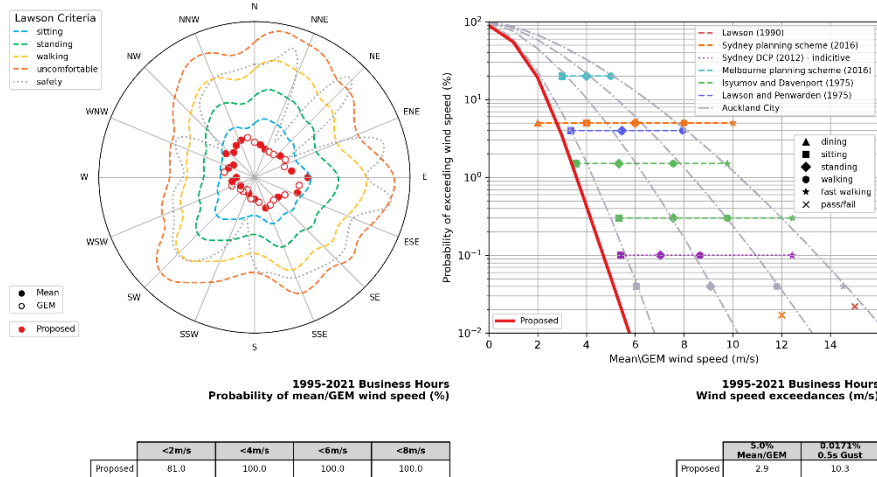 Lawson Criteria
sitting
standing
walking
uncomfortable
safety
N
NNE
NE
ENE
E
ESE
SE
SSE
S
SSW
SW
WSW
W
WNW
NW
NNW
Mean
GEM
Proposed
1995-2021 Business Hours
Probability of mean/GEM wind speed (%)
<2m/s <4m/s <6m/s <8m/s
Proposed 81.0 100.0 100.0 100.0
Probability of exceeding wind speed (%)
10²
10¹
10⁰
10⁻¹
10⁻²
0 2 4 6 8 10 12 14
Mean\GEM wind speed (m/s)
Lawson (1990)
Sydney planning scheme (2016)
Sydney DCP (2012) - indicitive
Melbourne planning scheme (2016)
Isyumov and Davenport (1975)
Lawson and Penwarden (1975)
Auckland City
dining
sitting
standing
walking
fast walking
pass/fail
Proposed
1995-2021 Business Hours
Wind speed exceedances (m/s)
5.0% 0.0171%
Mean/GEM 0.5s Gust
Proposed 2.9 10.3